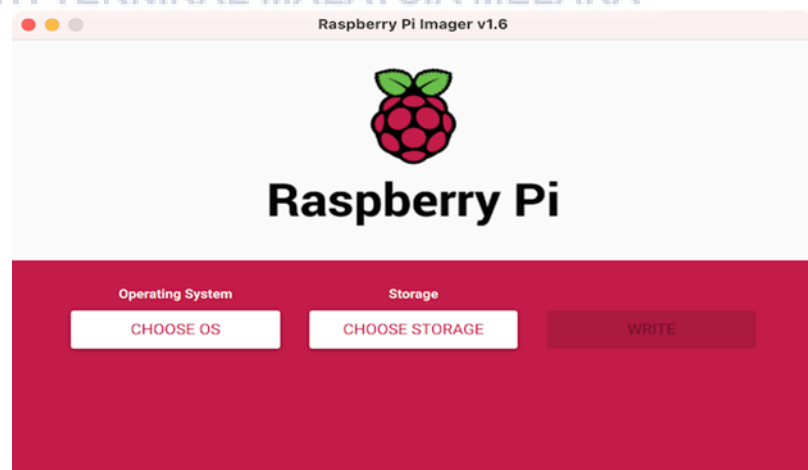 Raspberry Pi Imager v1.6
Raspberry Pi
Operating System
Storage
CHOOSE OS
CHOOSE STORAGE
WRITE